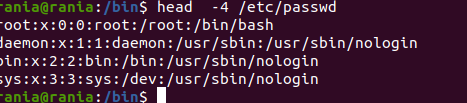 rania@rania:/bin$ head  -4 /etc/passwd
root:x:0:0:root:/root:/bin/bash
daemon:x:1:1:daemon:/usr/sbin:/usr/sbin/nologin
bin:x:2:2:bin:/bin:/usr/sbin/nologin
sys:x:3:3:sys:/dev:/usr/sbin/nologin
rania@rania:/bin$